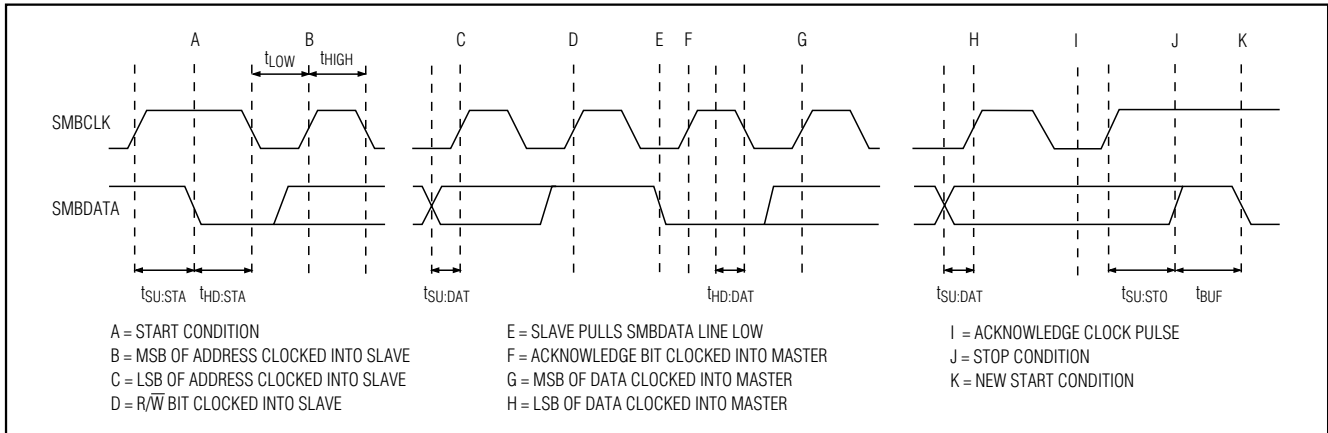 A B C D E F G H I J K
tLOW tHIGH
SMBCLK
SMBDATA
tSU:STA tHD:STA tSU:DAT tHD:DAT tSU:DAT tSU:STO tBUF
A = START CONDITION
B = MSB OF ADDRESS CLOCKED INTO SLAVE
C = LSB OF ADDRESS CLOCKED INTO SLAVE
D = R/W̅ BIT CLOCKED INTO SLAVE
E = SLAVE PULLS SMBDATA LINE LOW
F = ACKNOWLEDGE BIT CLOCKED INTO MASTER
G = MSB OF DATA CLOCKED INTO MASTER
H = LSB OF DATA CLOCKED INTO MASTER
I = ACKNOWLEDGE CLOCK PULSE
J = STOP CONDITION
K = NEW START CONDITION